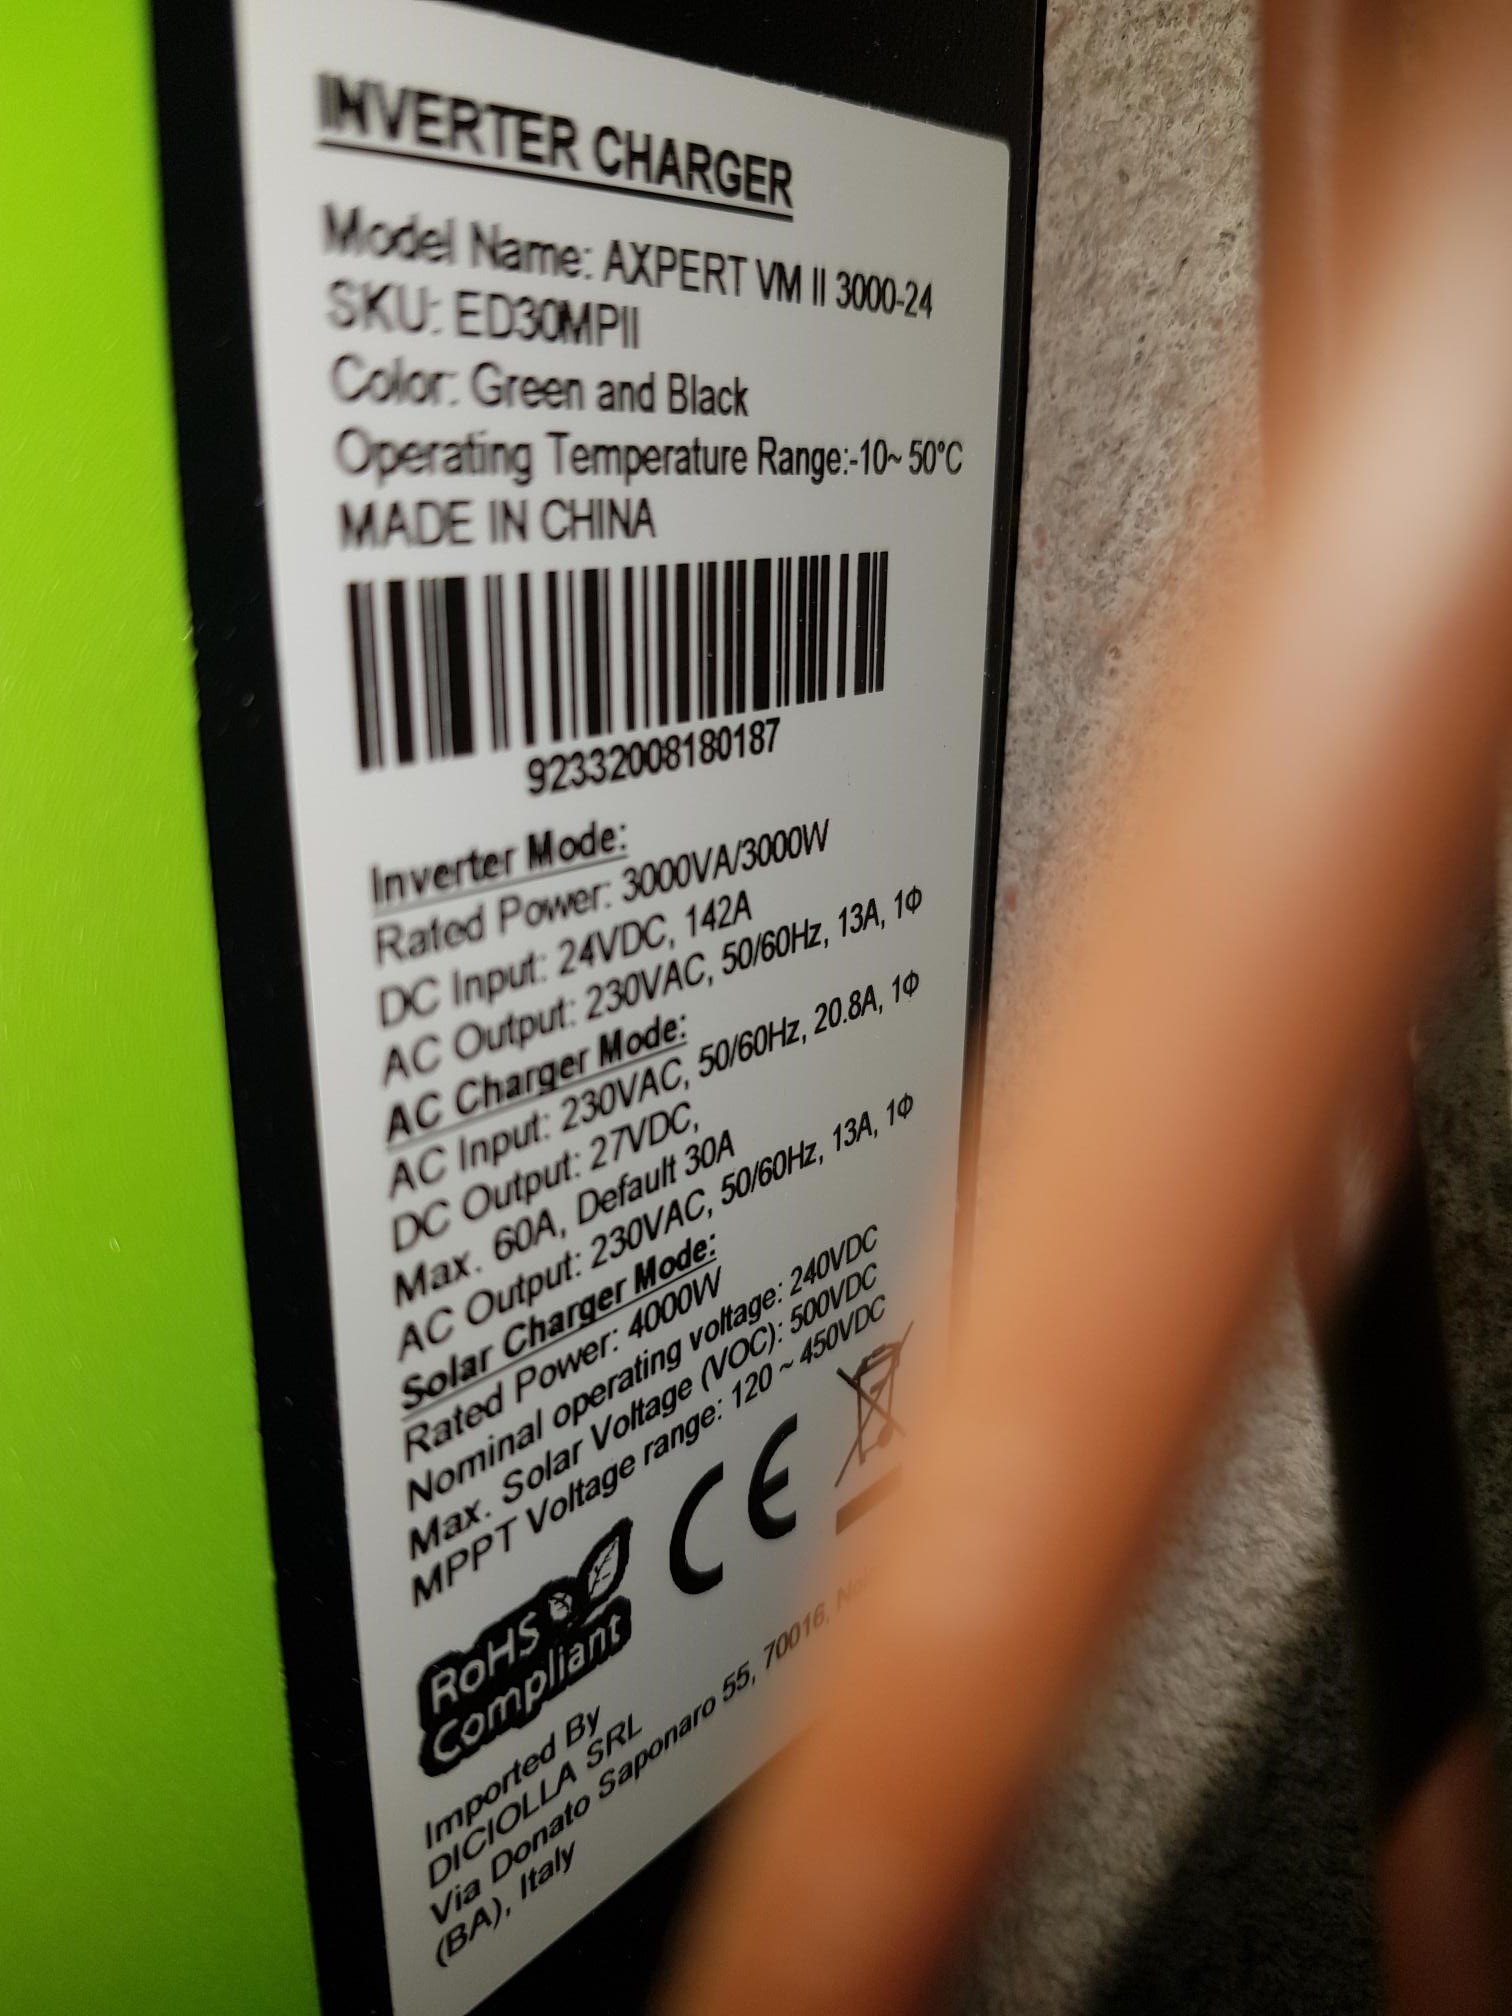 INVERTER CHARGER
Model Name: AXPERT VM II 3000-24
SKU: ED30MPII
Color: Green and Black
Operating Temperature Range:-10~ 50°C
MADE IN CHINA
92332008180187
Inverter Mode:
Rated Power: 3000VA/3000W
DC Input: 24VDC, 142A
AC Output: 230VAC, 50/60Hz, 13A, 1Φ
AC Charger Mode:
AC Input: 230VAC, 50/60Hz, 20.8A, 1Φ
DC Output: 27VDC,
Max. 60A, Default 30A
AC Output: 230VAC, 50/60Hz, 13A, 1Φ
Solar Charger Mode:
Rated Power: 4000W
Nominal operating voltage: 240VDC
Max. Solar Voltage (VOC): 500VDC
MPPT Voltage range: 120 ~ 450VDC
CE
RoHS
Compliant
Imported By
DICIOLLA SRL
Via Donato Saponaro 55, 70016,
(BA), Italy